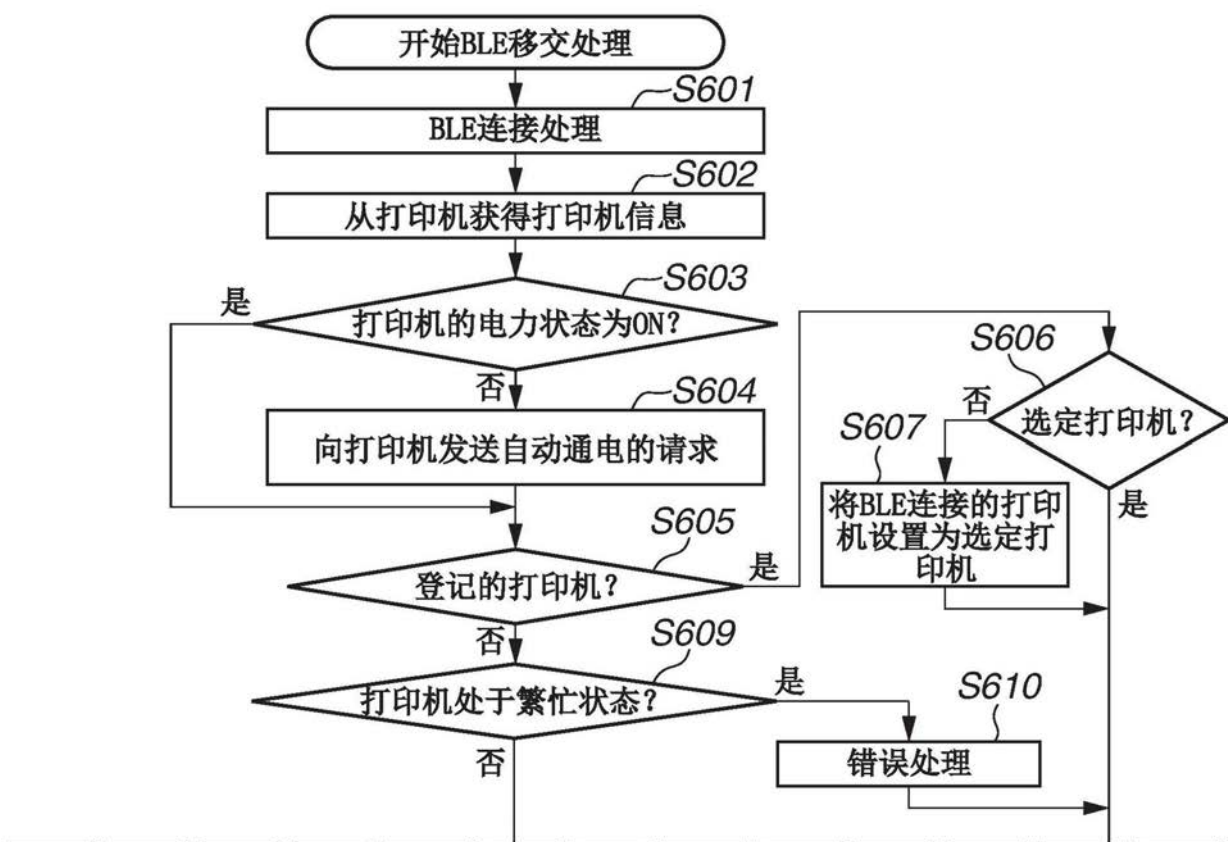 开始BLE移交处理
S601
BLE连接处理
S602
从打印机获得打印机信息
S603
是
打印机的电力状态为ON?
否
S604
向打印机发送自动通电的请求
S605
登记的打印机?
是
否
S606
选定打印机?
否
是
S607
将BLE连接的打印
机设置为选定打
印机
S609
打印机处于繁忙状态?
是
否
S610
错误处理